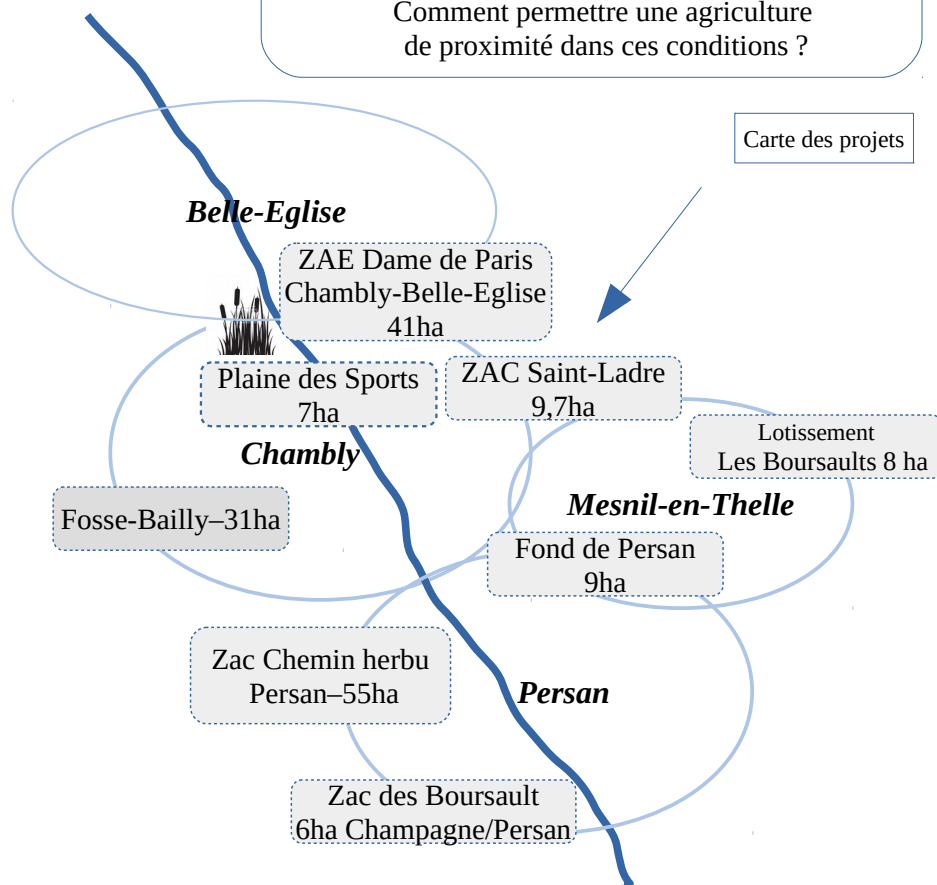 Comment permettre une agriculture
de proximité dans ces conditions ?
Carte des projets
Belle-Eglise
ZAE Dame de Paris
Chambly-Belle-Eglise
41ha
Plaine des Sports
7ha
ZAC Saint-Ladre
9,7ha
Lotissement
Les Boursaults 8 ha
Chambly
Mesnil-en-Thelle
Fosse-Bailly–31ha
Fond de Persan
9ha
Zac Chemin herbu
Persan–55ha
Persan
Zac des Boursault
6ha Champagne/Persan